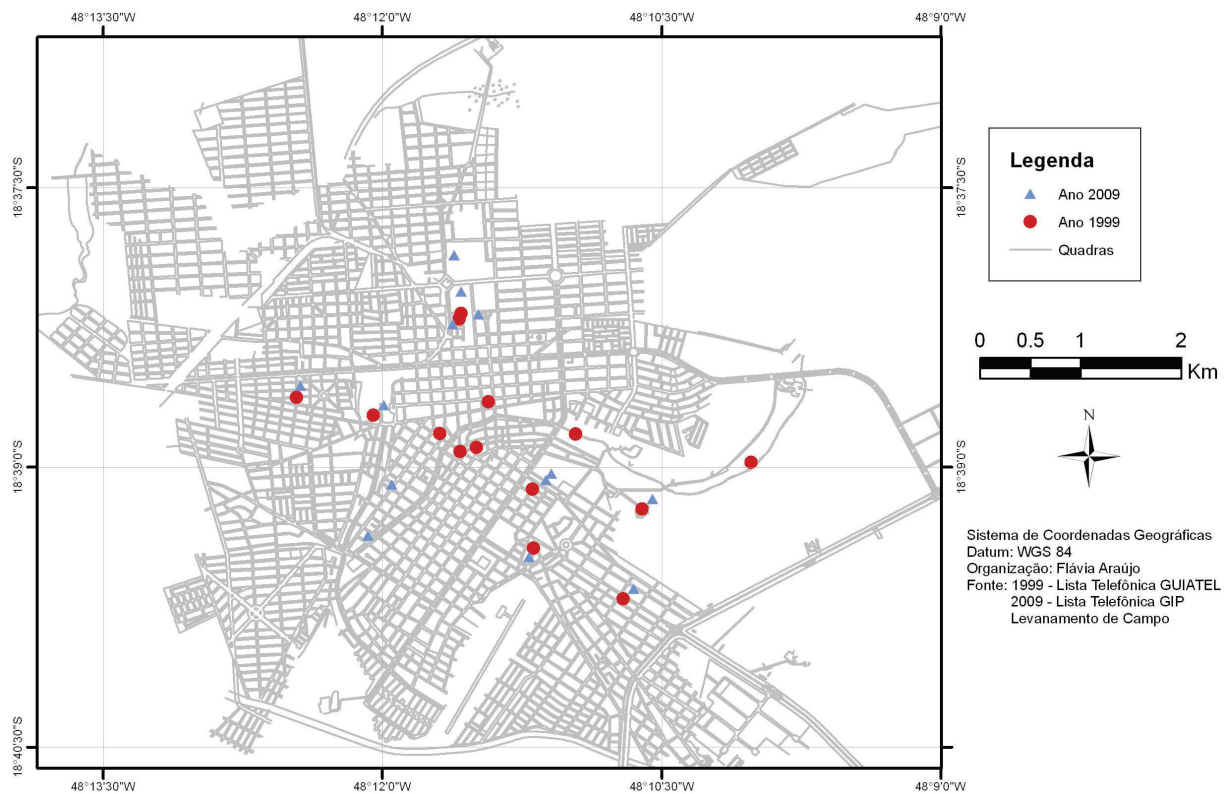 48°13'30"W 48°12'0"W 48°10'30"W 48°9'0"W
18°37'30"S 18°37'30"S
18°39'0"S 18°39'0"S
18°40'30"S 18°40'30"S
48°13'30"W 48°12'0"W 48°10'30"W 48°9'0"W
Legenda
Ano 2009
Ano 1999
Quadras
0 0.5 1 2
Km
N
Sistema de Coordenadas Geográficas
Datum: WGS 84
Organização: Flávia Araújo
Fonte: 1999 - Lista Telefônica GUIATEL
2009 - Lista Telefônica GIP
Levanamento de Campo